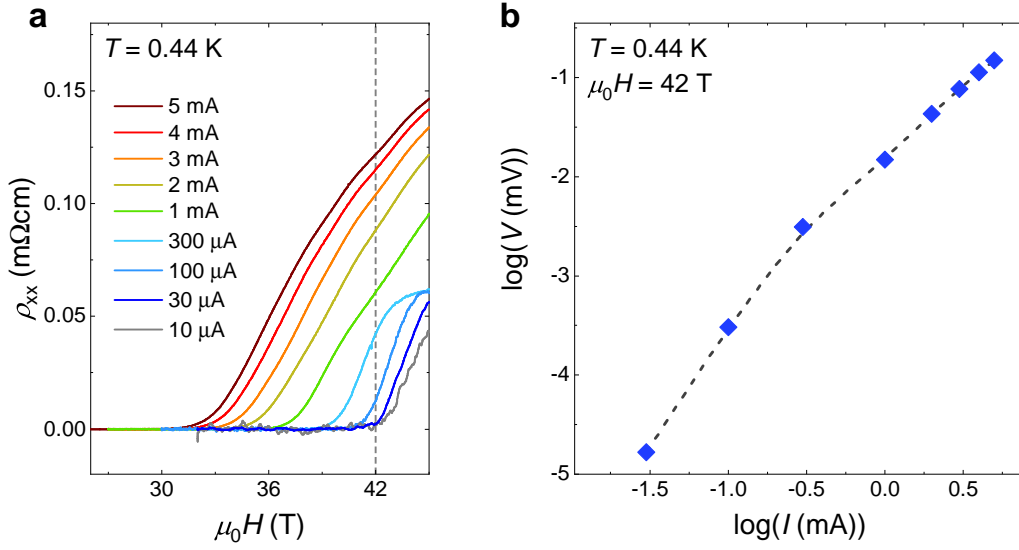 a
T = 0.44 K
0.15
0.10
0.05
0.00
ρxx (mΩcm)
5 mA
4 mA
3 mA
2 mA
1 mA
300 μA
100 μA
30 μA
10 μA
30
36
42
μ0H (T)
b
T = 0.44 K
μ0H = 42 T
-1
-2
-3
-4
-5
log(V (mV))
-1.5
-1.0
-0.5
0.0
0.5
log(I (mA))